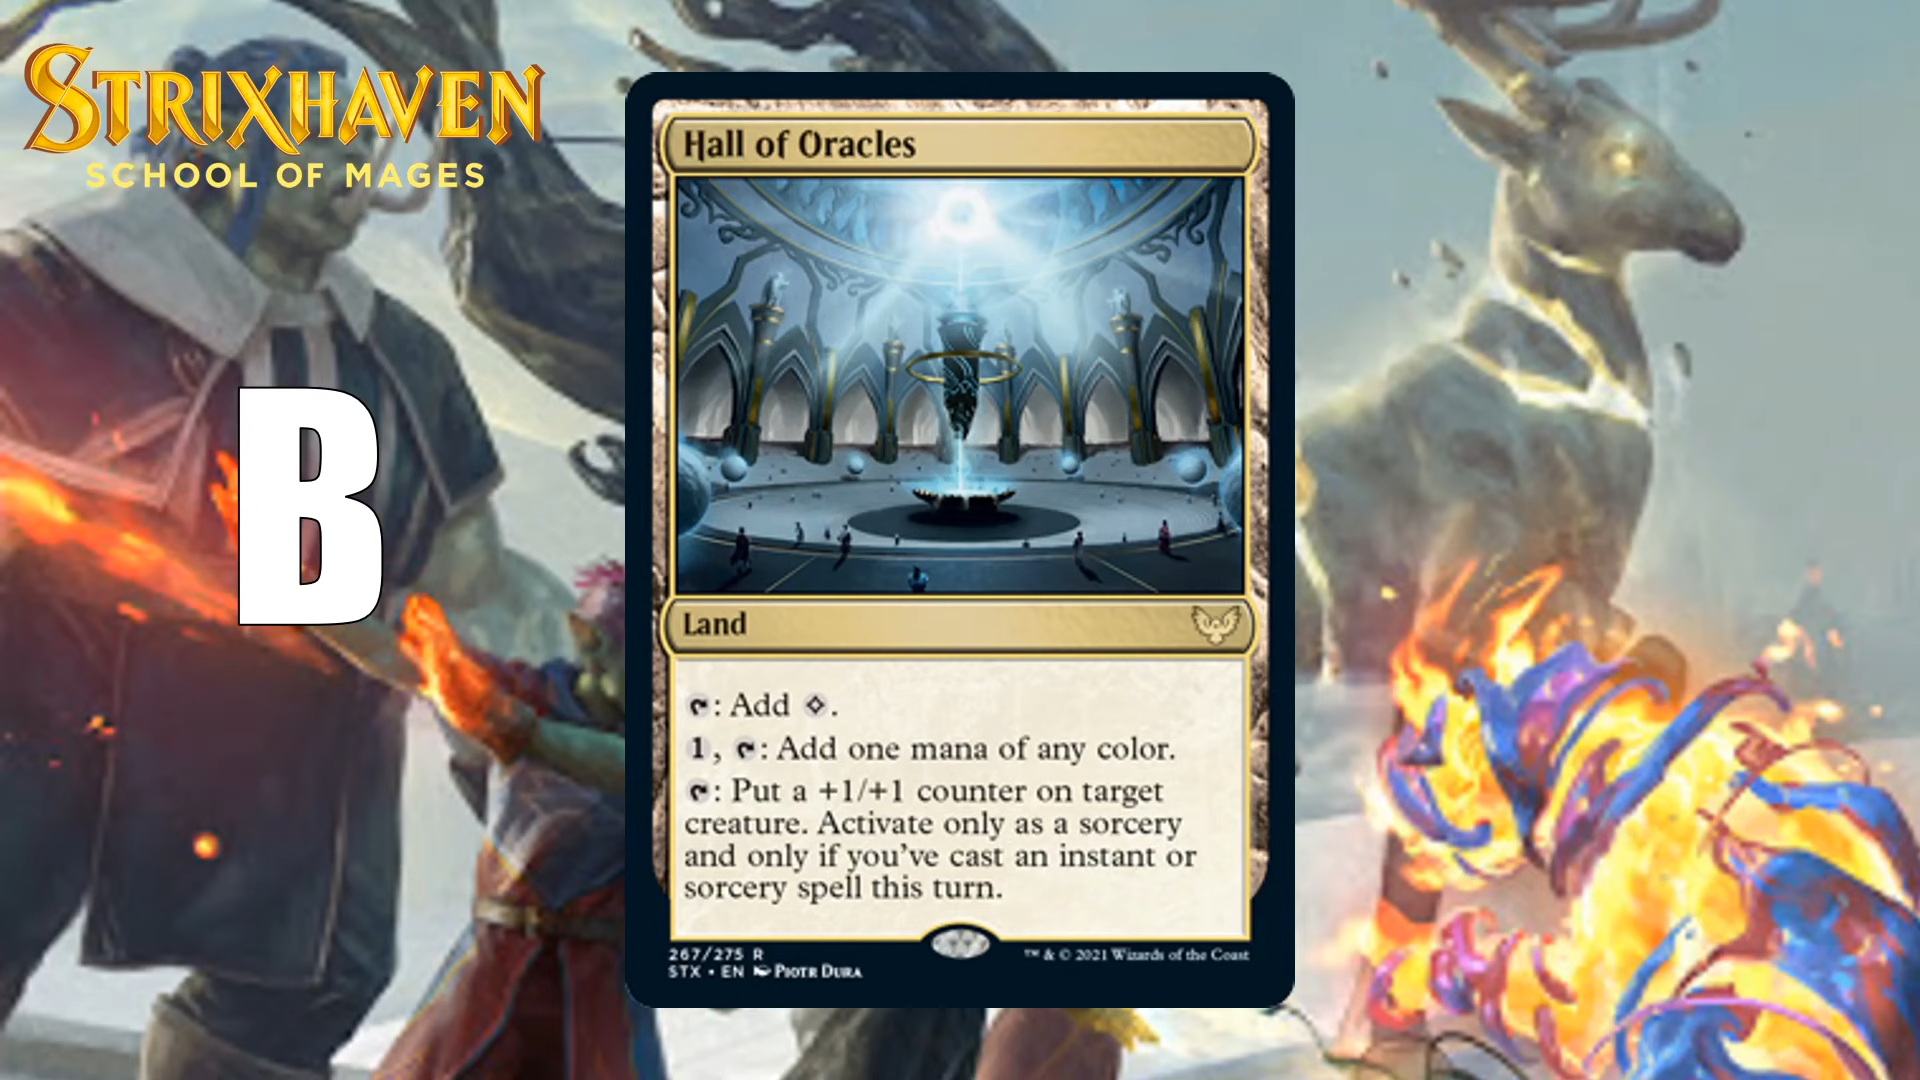 STRIXHAVEN
SCHOOL OF MAGES
B
Hall of Oracles
Land
: Add .
1, : Add one mana of any color.
: Put a +1/+1 counter on target
creature. Activate only as a sorcery
and only if you've cast an instant or
sorcery spell this turn.
267/275 R
STX • EN Piotr Dura
™ & © 2021 Wizards of the Coast